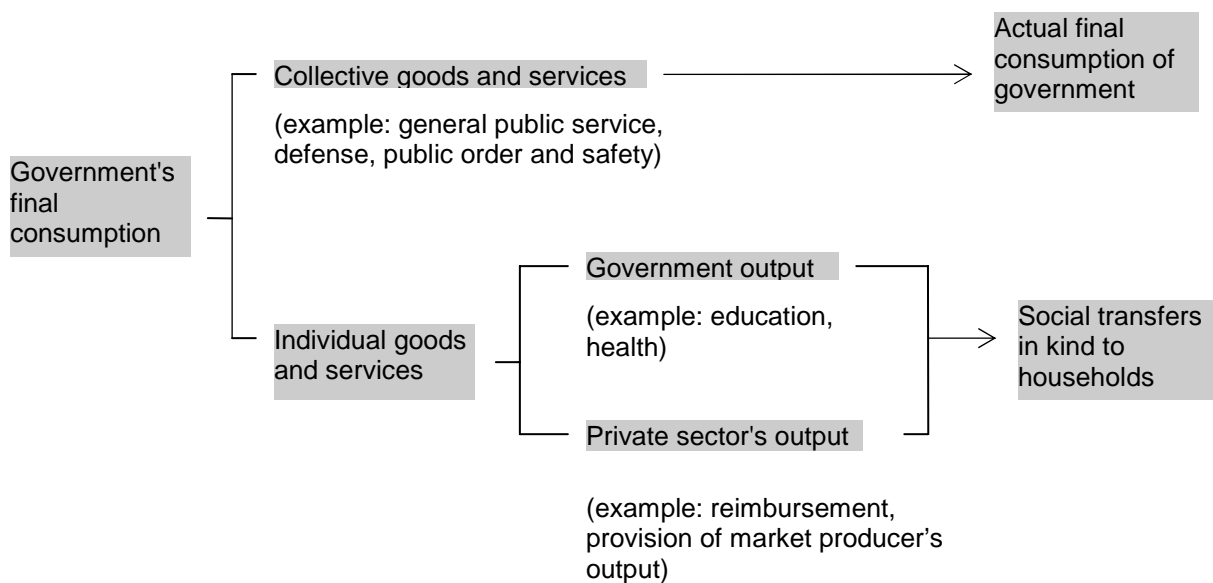 Government's
final
consumption
Collective goods and services
(example: general public service,
defense, public order and safety)
Actual final
consumption of
government
Individual goods
and services
Government output
(example: education,
health)
Private sector's output
(example: reimbursement,
provision of market producer’s
output)
Social transfers
in kind to
households